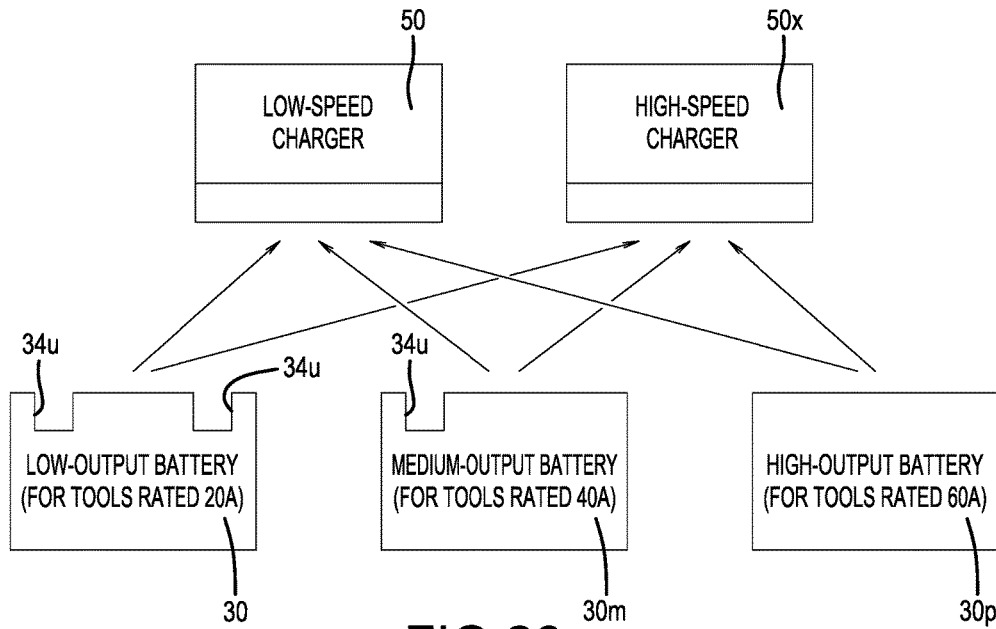 50
50x
LOW-SPEED
CHARGER
HIGH-SPEED
CHARGER
34u
34u
34u
LOW-OUTPUT BATTERY
(FOR TOOLS RATED 20A)
MEDIUM-OUTPUT BATTERY
(FOR TOOLS RATED 40A)
HIGH-OUTPUT BATTERY
(FOR TOOLS RATED 60A)
30
30m
30p